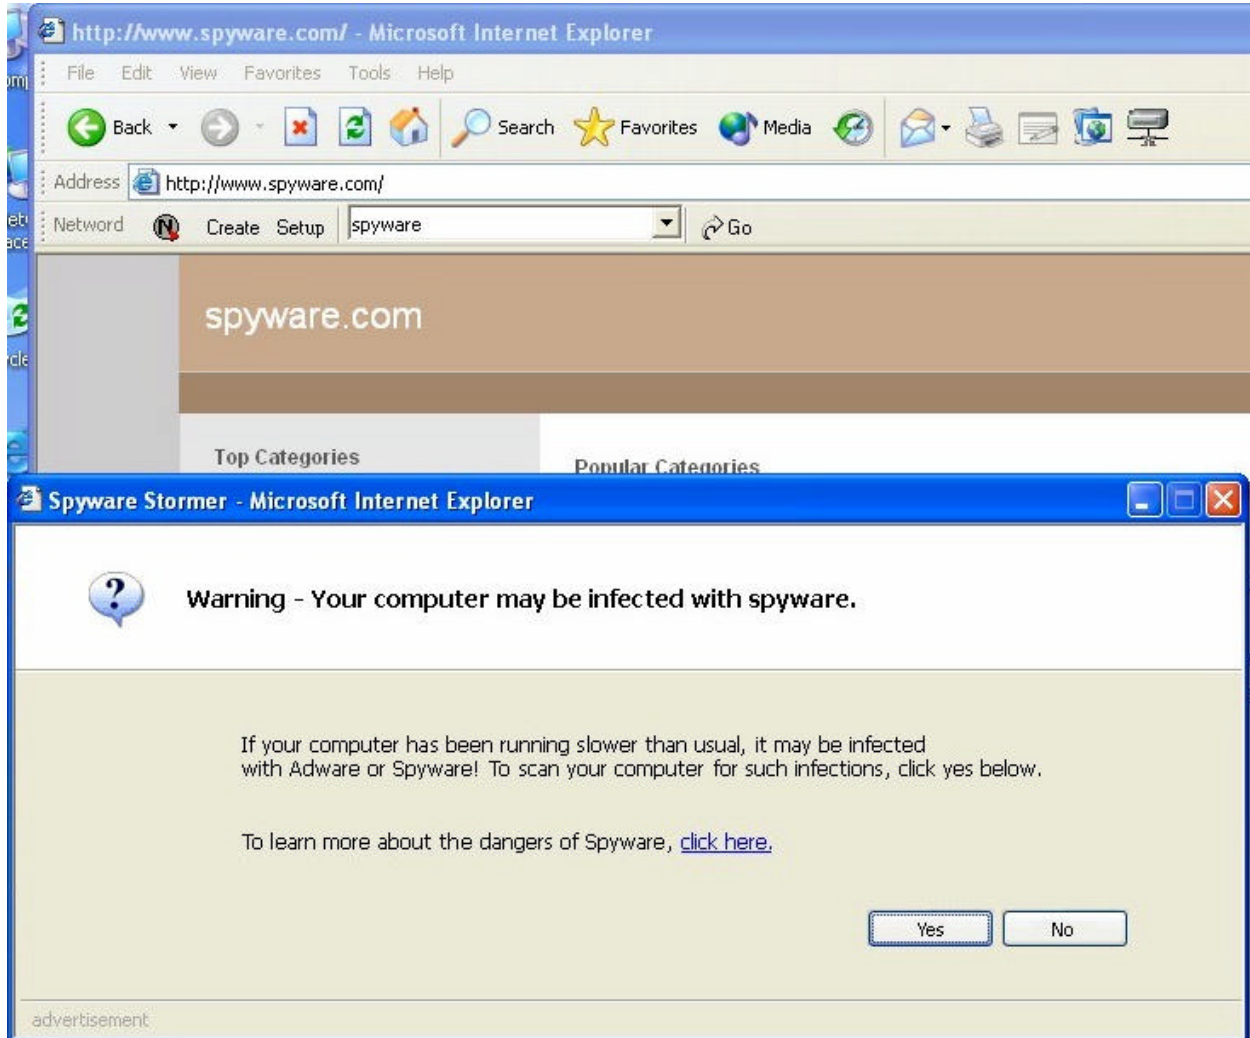 http://www.spyware.com/ - Microsoft Internet Explorer
File Edit View Favorites Tools Help
Back Search Favorites Media
Address http://www.spyware.com/
Netword N Create Setup spyware Go
spyware.com
Top Categories
Popular Categories
Spyware Stormer - Microsoft Internet Explorer
Warning - Your computer may be infected with spyware.
If your computer has been running slower than usual, it may be infected
with Adware or Spyware! To scan your computer for such infections, click yes below.
To learn more about the dangers of Spyware, click here.
Yes No
advertisement